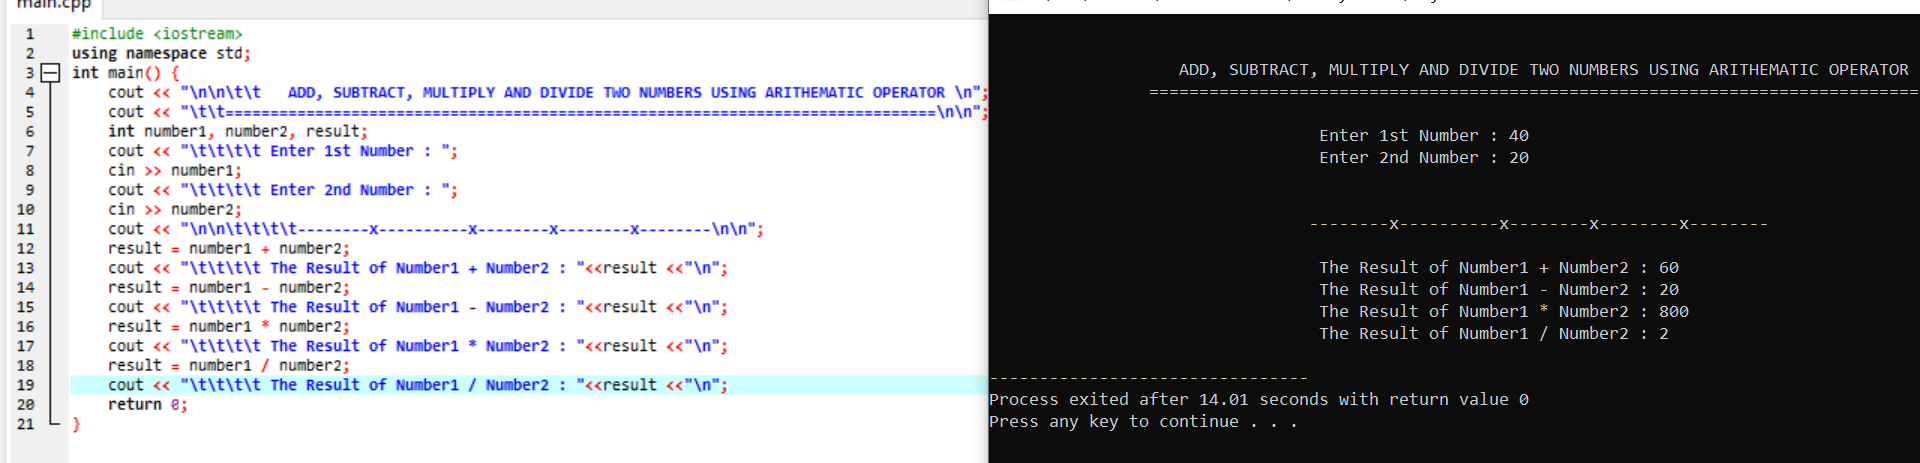 main.cpp
1 #include <iostream>
2 using namespace std;
3 int main() {
4 cout << "\n\n\t\t   ADD, SUBTRACT, MULTIPLY AND DIVIDE TWO NUMBERS USING ARITHEMATIC OPERATOR \n";
5 cout << "\t\t===============================================================================\n\n";
6 int number1, number2, result;
7 cout << "\t\t\t\t Enter 1st Number : ";
8 cin >> number1;
9 cout << "\t\t\t\t Enter 2nd Number : ";
10 cin >> number2;
11 cout << "\n\n\t\t\t\t--------x----------x--------x--------x--------\n\n";
12 result = number1 + number2;
13 cout << "\t\t\t\t The Result of Number1 + Number2 : "<<result <<"\n";
14 result = number1 - number2;
15 cout << "\t\t\t\t The Result of Number1 - Number2 : "<<result <<"\n";
16 result = number1 * number2;
17 cout << "\t\t\t\t The Result of Number1 * Number2 : "<<result <<"\n";
18 result = number1 / number2;
19 cout << "\t\t\t\t The Result of Number1 / Number2 : "<<result <<"\n";
20 return 0;
21 }
ADD, SUBTRACT, MULTIPLY AND DIVIDE TWO NUMBERS USING ARITHEMATIC OPERATOR
=============================================================================
Enter 1st Number : 40
Enter 2nd Number : 20
--------x----------x--------x--------x--------
The Result of Number1 + Number2 : 60
The Result of Number1 - Number2 : 20
The Result of Number1 * Number2 : 800
The Result of Number1 / Number2 : 2
--------------------------------
Process exited after 14.01 seconds with return value 0
Press any key to continue . . .